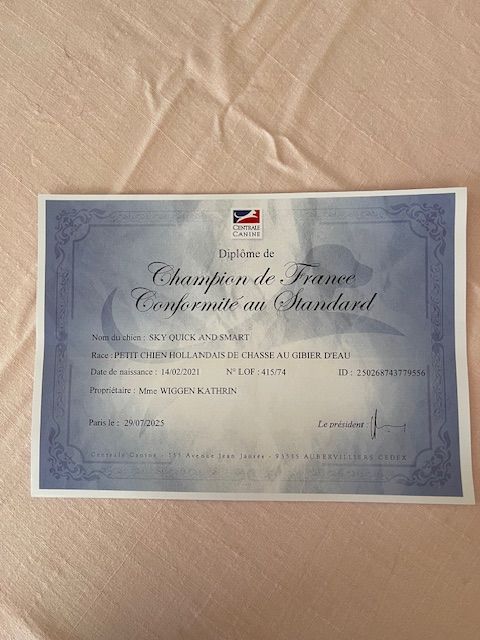 CENTRALE
CANINE
Diplôme de
Champion de France
Conformité au Standard
Nom du chien : SKY QUICK AND SMART
Race : PETIT CHIEN HOLLANDAIS DE CHASSE AU GIBIER D'EAU
Date de naissance : 14/02/2021 N° LOF : 415/74 ID : 250268743779556
Propriétaire : Mme WIGGEN KATHRIN
Paris le : 29/07/2025 Le président :
Centrale Canine - 155 Avenue Jean Jaurès - 93535 AUBERVILLIERS CEDEX